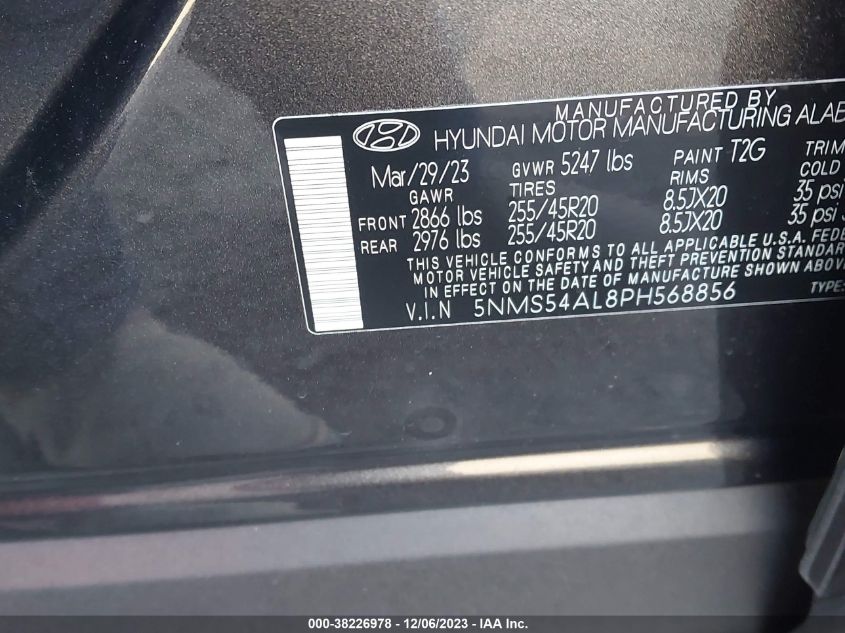 MANUFACTURED BY
HYUNDAI MOTOR MANUFACTURING ALAB
Mar/29/23 GVWR 5247 lbs PAINT T2G TRIM
GAWR TIRES RIMS COLD
FRONT 2866 lbs 255/45R20 8.5JX20 35 psi
REAR 2976 lbs 255/45R20 8.5JX20 35 psi
THIS VEHICLE CONFORMS TO ALL APPLICABLE U.S.A. FEDE
MOTOR VEHICLE SAFETY AND THEFT PREVENTION STANDAR
IN EFFECT ON THE DATE OF MANUFACTURE SHOWN ABOV
V.I.N 5NMS54AL8PH568856 TYPE:
000-38226978 - 12/06/2023 - IAA Inc.